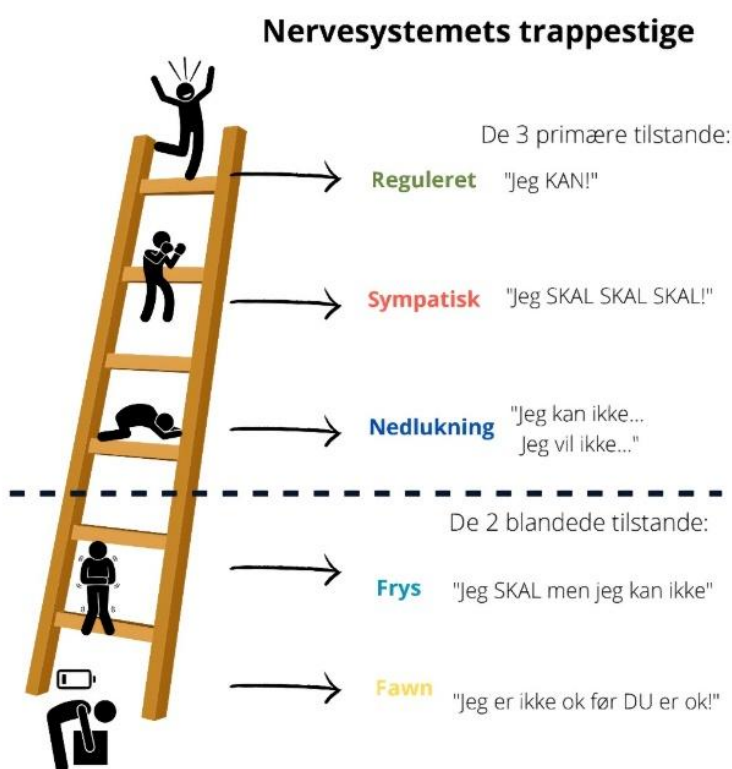 Nervesystemets trappestige
De 3 primære tilstande:
Reguleret "Jeg KAN!"
Sympatisk "Jeg SKAL SKAL SKAL!"
Nedlukning "Jeg kan ikke...
Jeg vil ikke..."
De 2 blandede tilstande:
Frys "Jeg SKAL men jeg kan ikke"
Fawn "Jeg er ikke ok før DU er ok!"